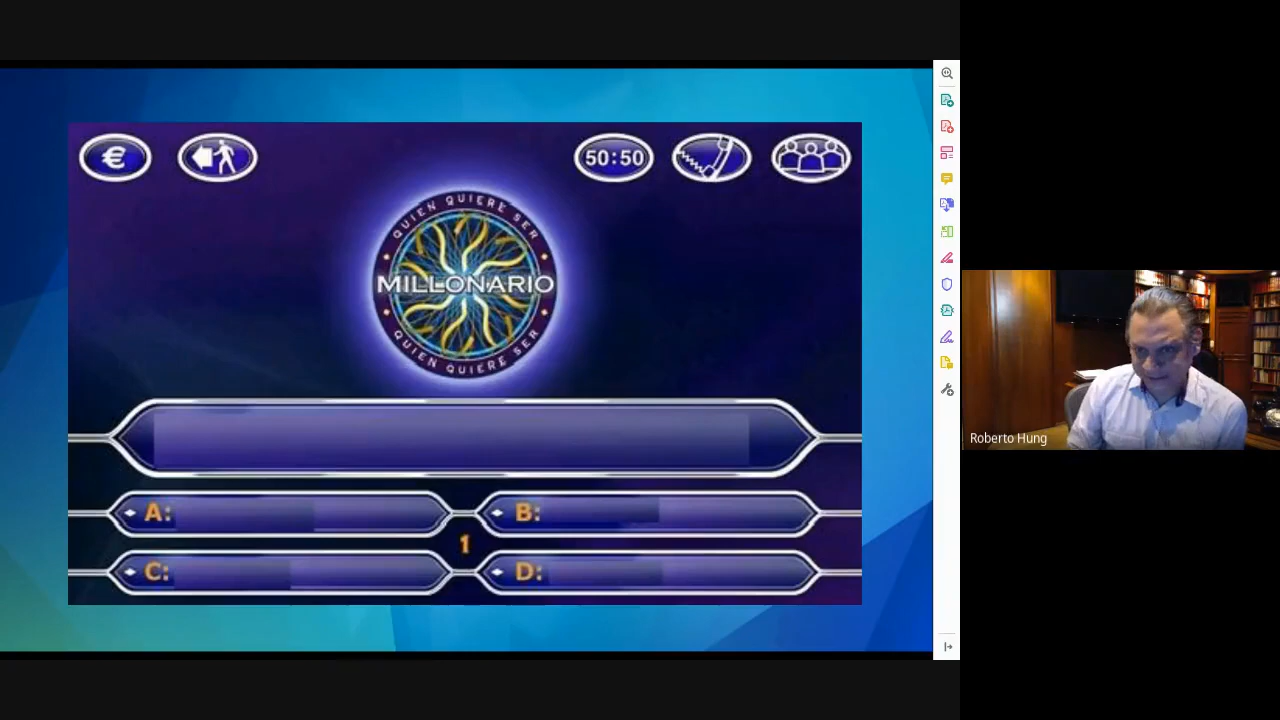 €
50:50
QUIEN QUIERE SER
MILLONARIO
QUIEN QUIERE SER
A:
B:
1
C:
D:
Roberto Hung